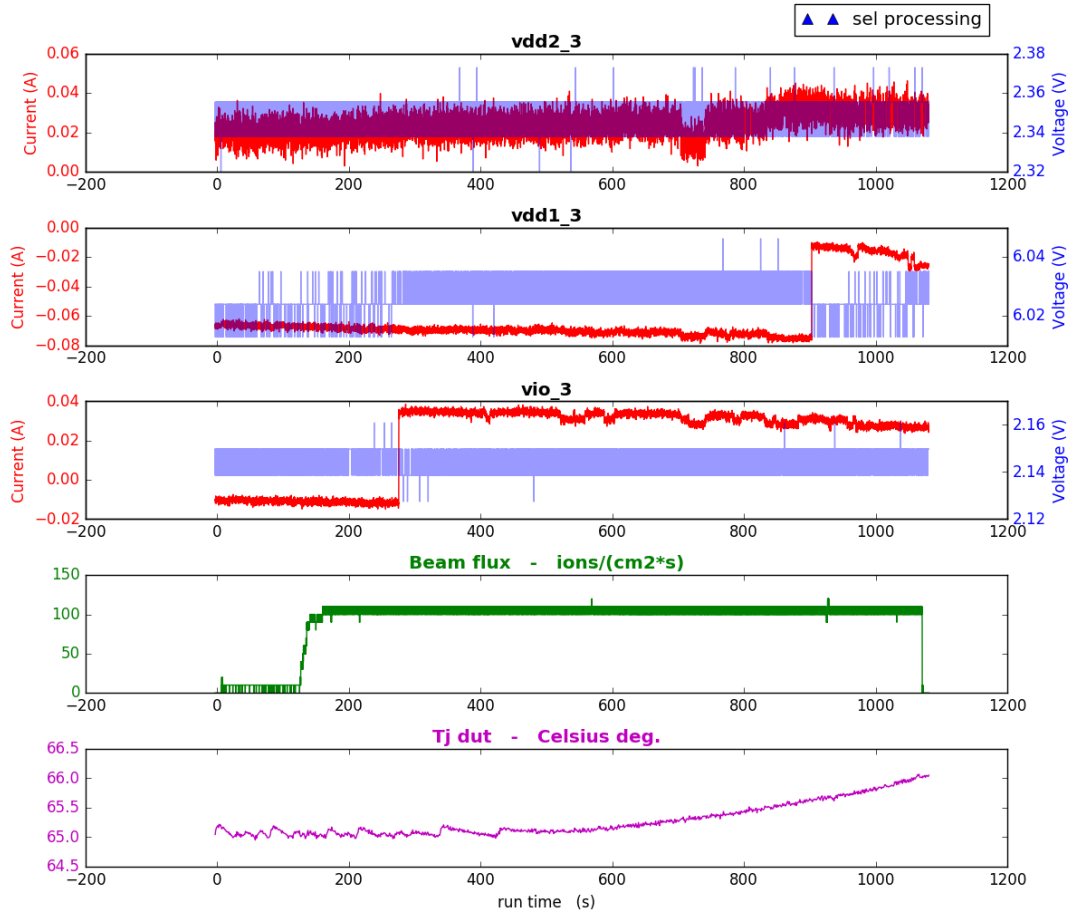 sel processing
vdd2_3
0.06 2.38
0.04 2.36
0.02 2.34
0.00 2.32
Current (A) Voltage (V)
−200 0 200 400 600 800 1000 1200
vdd1_3
0.00
−0.02 6.04
−0.04
−0.06 6.02
−0.08
Current (A) Voltage (V)
−200 0 200 400 600 800 1000 1200
vio_3
0.04
0.02 2.16
0.00 2.14
−0.02 2.12
Current (A) Voltage (V)
−200 0 200 400 600 800 1000 1200
Beam flux - ions/(cm2*s)
150
100
50
0
−200 0 200 400 600 800 1000 1200
Tj dut - Celsius deg.
66.5
66.0
65.5
65.0
64.5
−200 0 200 400 600 800 1000 1200
run time (s)